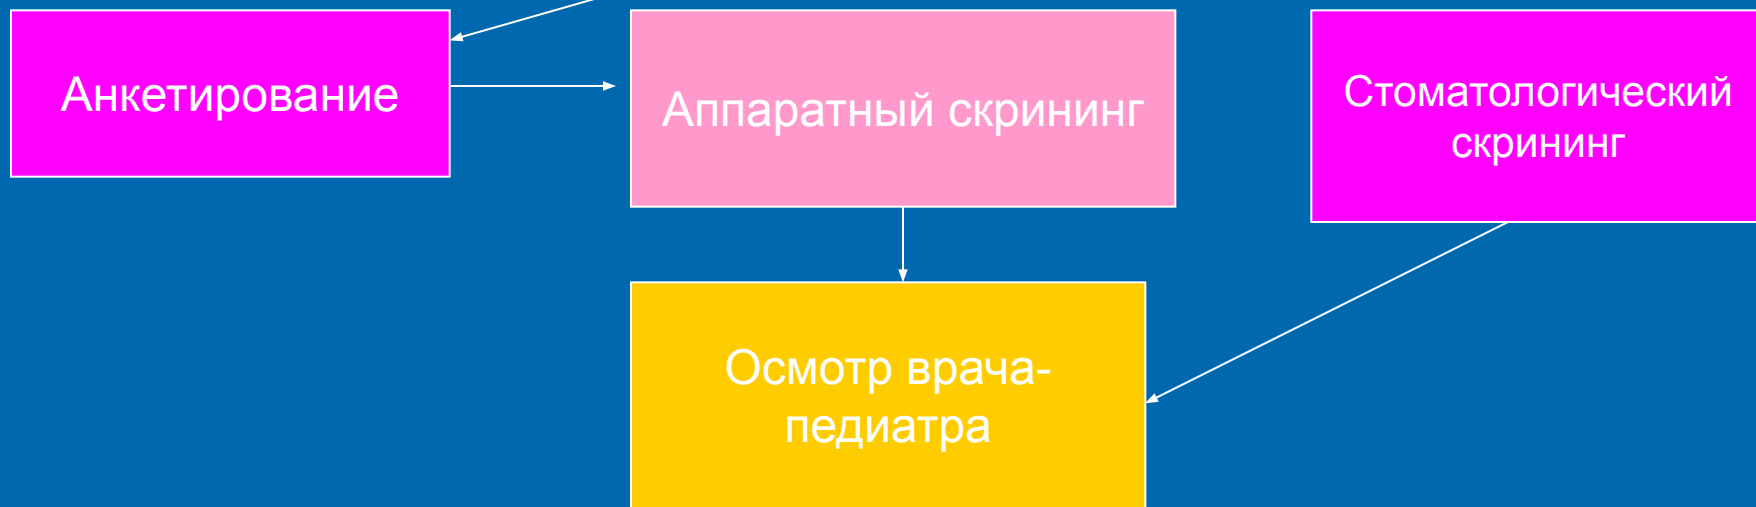 Анкетирование
Аппаратный скрининг
Стоматологический
скрининг
Осмотр врача-
педиатра